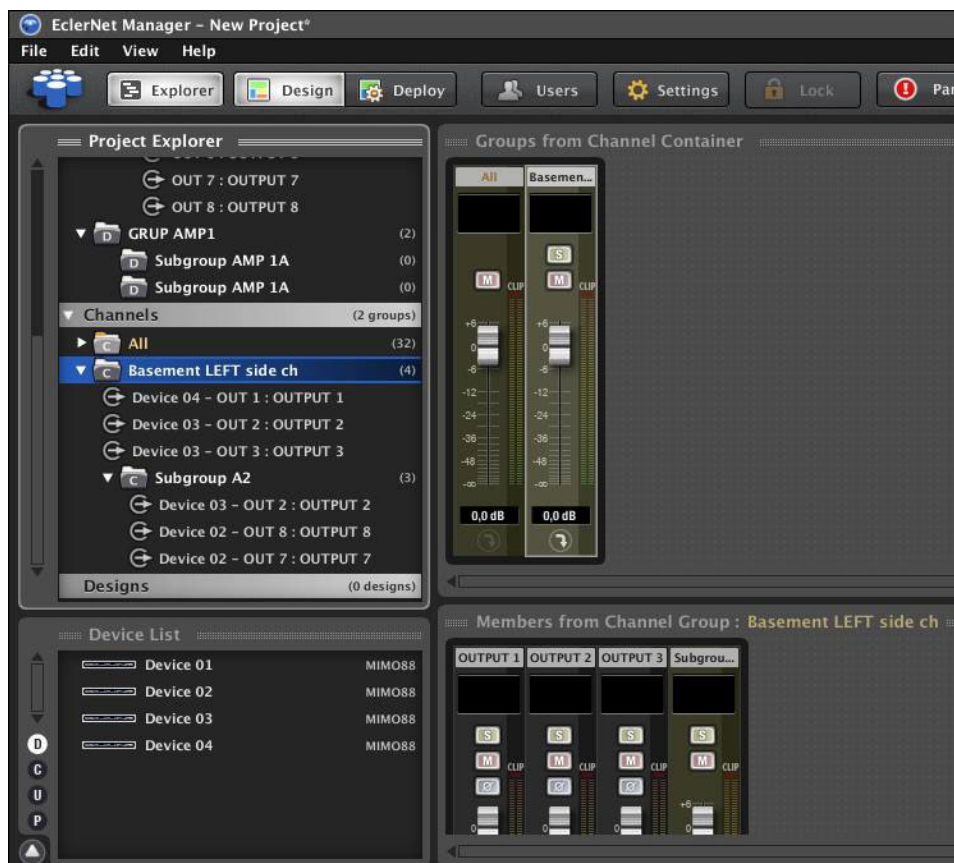 EclerNet Manager – New Project*
File Edit View Help
Explorer Design Deploy Users Settings Lock
Project Explorer
OUT 7 : OUTPUT 7
OUT 8 : OUTPUT 8
D GRUP AMP1 (2)
D Subgroup AMP 1A (0)
D Subgroup AMP 1A (0)
Channels (2 groups)
C All (32)
C Basement LEFT side ch (4)
Device 04 – OUT 1 : OUTPUT 1
Device 03 – OUT 2 : OUTPUT 2
Device 03 – OUT 3 : OUTPUT 3
C Subgroup A2 (3)
Device 03 – OUT 2 : OUTPUT 2
Device 02 – OUT 8 : OUTPUT 8
Device 02 – OUT 7 : OUTPUT 7
Designs (0 designs)
Device List
Device 01 MIMO88
Device 02 MIMO88
Device 03 MIMO88
Device 04 MIMO88
D
C
U
P
Groups from Channel Container
All Basemen...
S
M CLIP M CLIP
+6 +6
0 0
-6 -6
-12 -12
-24 -24
-36 -36
-48 -48
-∞ -∞
0,0 dB 0,0 dB
Members from Channel Group : Basement LEFT side ch
OUTPUT 1 OUTPUT 2 OUTPUT 3 Subgrou...
S S S S
M CLIP M CLIP M CLIP M CLIP
Ø Ø Ø
+6
0 0 0 0